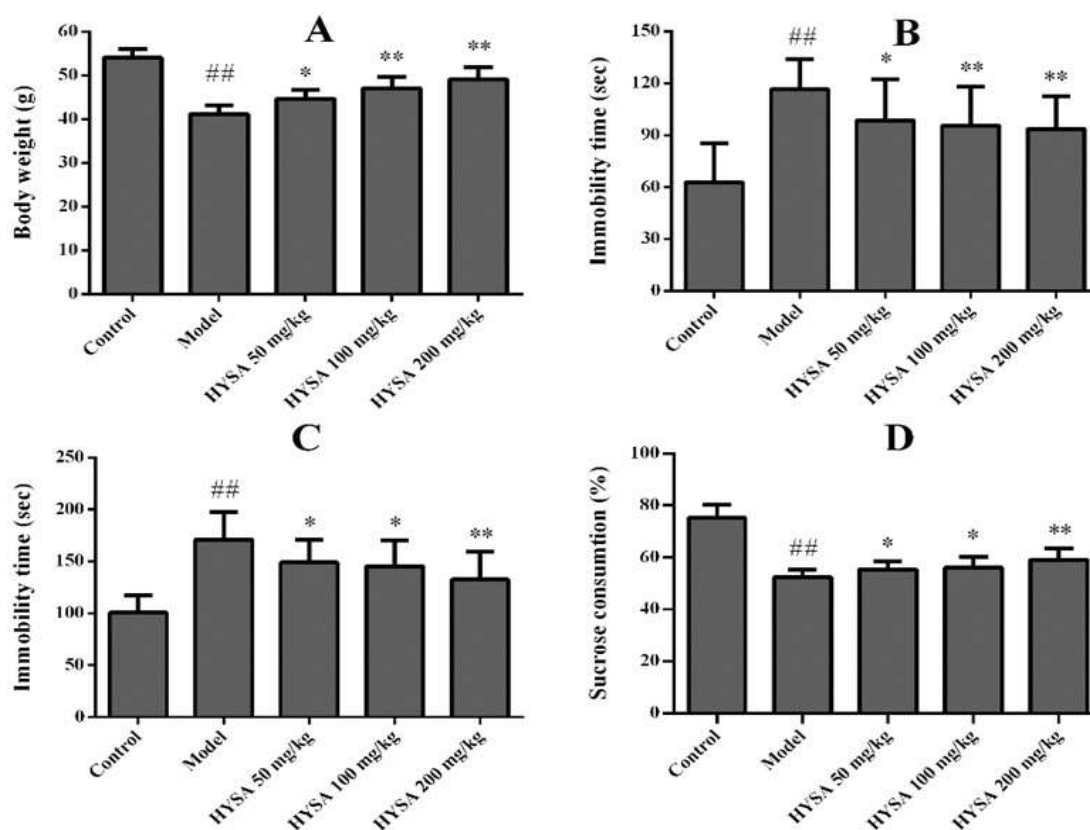 A
Body weight (g)
60
50
40
30
20
10
0
##
*
**
**
Control
Model
HYSA 50 mg/kg
HYSA 100 mg/kg
HYSA 200 mg/kg
B
Immobility time (sec)
150
120
90
60
30
0
##
*
**
**
Control
Model
HYSA 50 mg/kg
HYSA 100 mg/kg
HYSA 200 mg/kg
C
Immobility time (sec)
250
200
150
100
50
0
##
*
*
**
Control
Model
HYSA 50 mg/kg
HYSA 100 mg/kg
HYSA 200 mg/kg
D
Sucrose consumtion (%)
100
80
60
40
20
0
##
*
*
**
Control
Model
HYSA 50 mg/kg
HYSA 100 mg/kg
HYSA 200 mg/kg